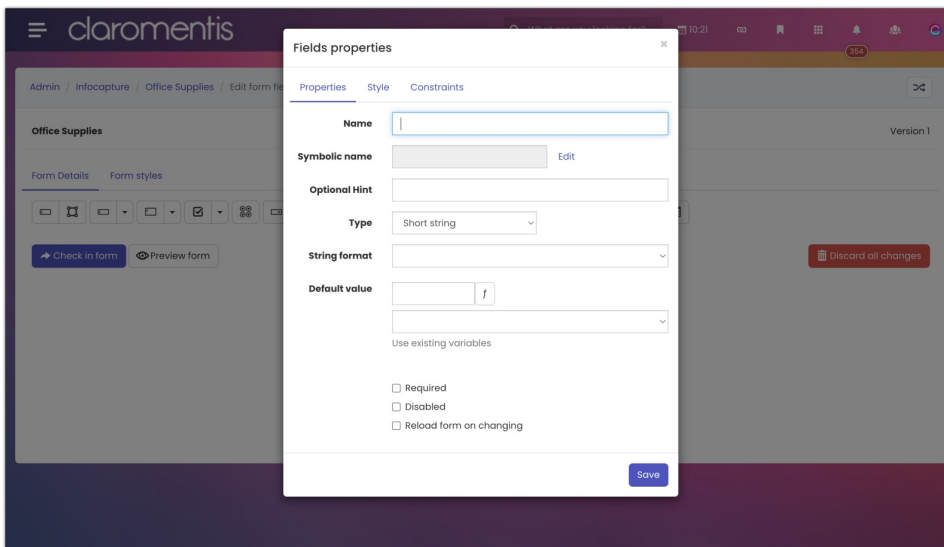 claromentis
10:21
354
Admin / Infocapture / Office Supplies / Edit form fie
Office Supplies
Version 1
Form Details Form styles
Check in form
Preview form
Discard all changes
Fields properties
×
Properties Style Constraints
Name
Symbolic name
Edit
Optional Hint
Type Short string
String format
Default value
f
Use existing variables
Required
Disabled
Reload form on changing
Save